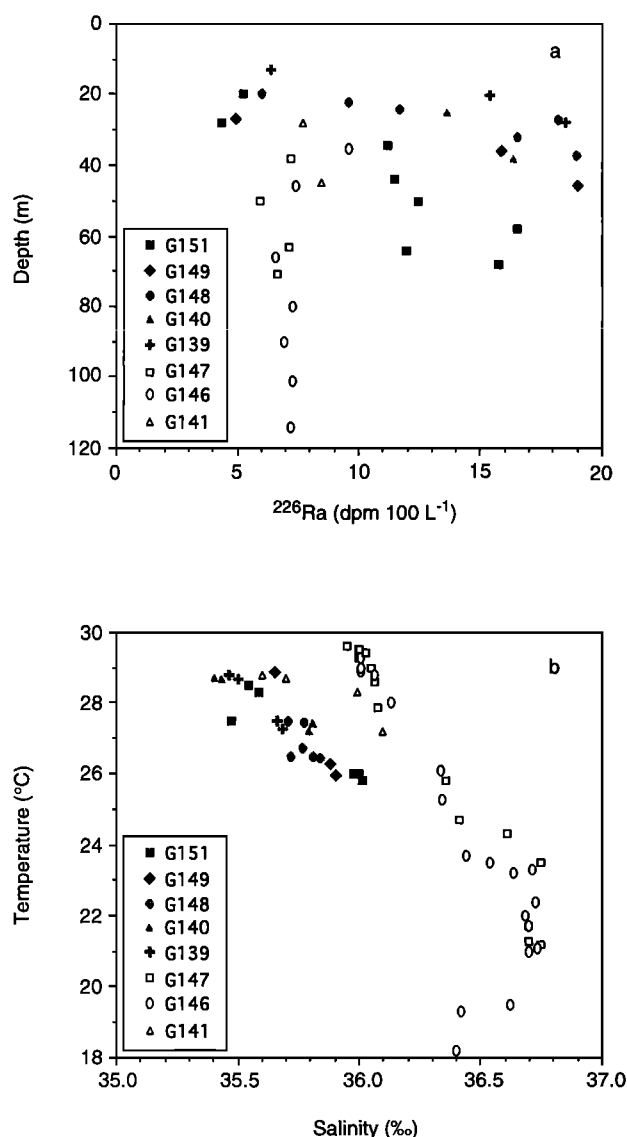 a
0
20
40
60
80
100
120
Depth (m)
G151
G149
G148
G140
G139
G147
G146
G141
0 5 10 15 20
²²⁶Ra (dpm 100 L⁻¹)
b
30
28
26
24
22
20
18
Temperature (°C)
G151
G149
G148
G140
G139
G147
G146
G141
35.0 35.5 36.0 36.5 37.0
Salinity (‰)